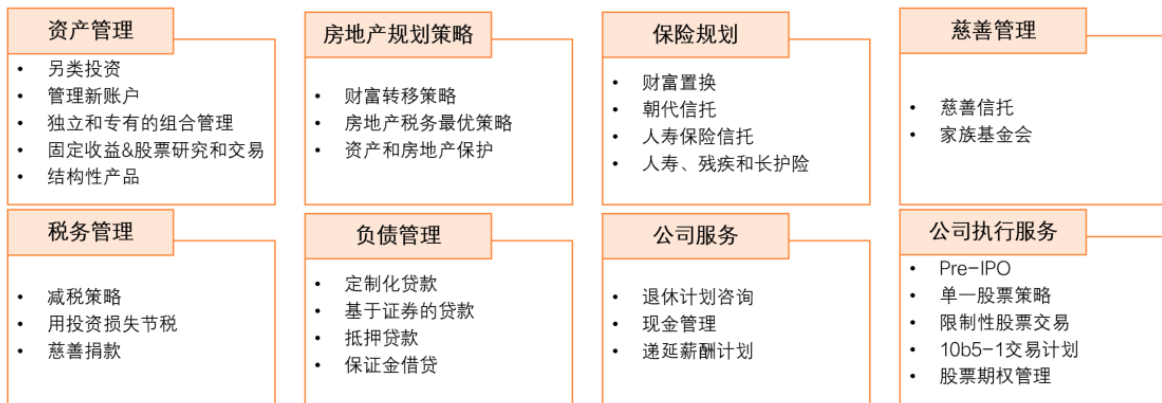 资产管理
• 另类投资
• 管理新账户
• 独立和专有的组合管理
• 固定收益&股票研究和交易
• 结构性产品
房地产规划策略
• 财富转移策略
• 房地产税务最优策略
• 资产和房地产保护
保险规划
• 财富置换
• 朝代信托
• 人寿保险信托
• 人寿、残疾和长护险
慈善管理
• 慈善信托
• 家族基金会
税务管理
• 减税策略
• 用投资损失节税
• 慈善捐款
负债管理
• 定制化贷款
• 基于证券的贷款
• 抵押贷款
• 保证金借贷
公司服务
• 退休计划咨询
• 现金管理
• 递延薪酬计划
公司执行服务
• Pre-IPO
• 单一股票策略
• 限制性股票交易
• 10b5-1交易计划
• 股票期权管理